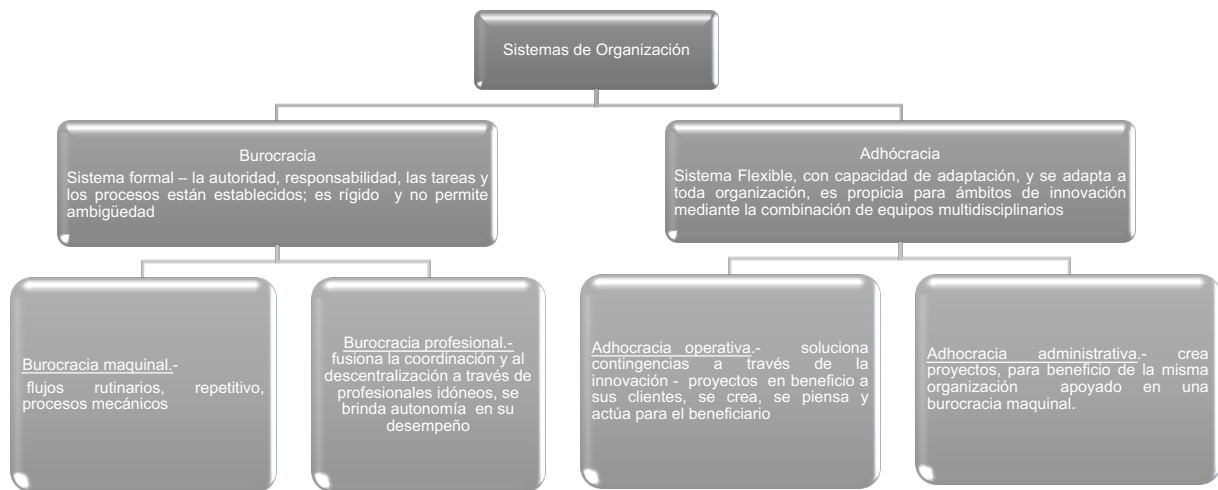 Sistemas de Organización
Burocracia
Sistema formal – la autoridad, responsabilidad, las tareas y
los procesos están establecidos; es rígido y no permite
ambigüedad
Adhócracia
Sistema Flexible, con capacidad de adaptación, y se adapta a
toda organización, es propicia para ámbitos de innovación
mediante la combinación de equipos multidisciplinarios
Burocracia maquinal.-
flujos rutinarios, repetitivo,
procesos mecánicos
Burocracia profesional.-
fusiona la coordinación y al
descentralización a través de
profesionales idóneos, se
brinda autonomía en su
desempeño
Adhocracia operativa.- soluciona
contingencias a través de la
innovación - proyectos en beneficio a
sus clientes, se crea, se piensa y
actúa para el beneficiario
Adhocracia administrativa.- crea
proyectos, para beneficio de la misma
organización apoyado en una
burocracia maquinal.